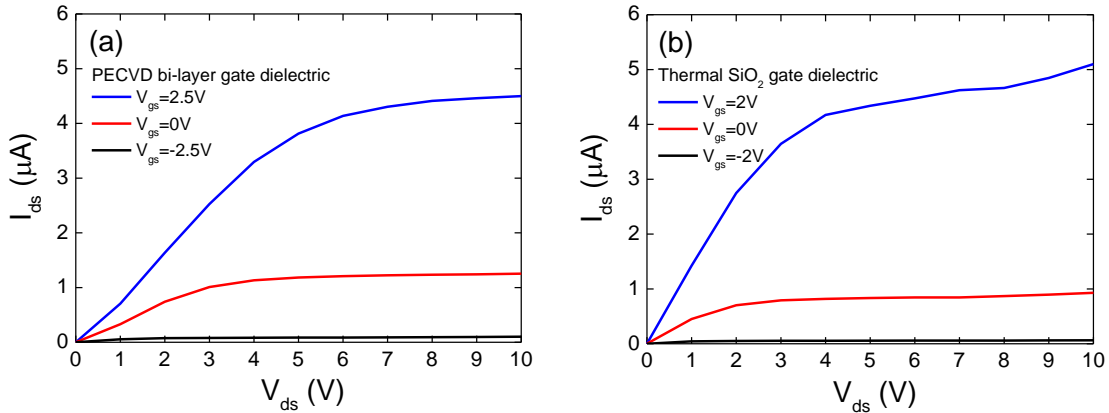 (a)
PECVD bi-layer gate dielectric
Vgs=2.5V
Vgs=0V
Vgs=-2.5V
Ids (μA)
6
5
4
3
2
1
0
0 1 2 3 4 5 6 7 8 9 10
Vds (V)
(b)
Thermal SiO2 gate dielectric
Vgs=2V
Vgs=0V
Vgs=-2V
Ids (μA)
6
5
4
3
2
1
0
0 1 2 3 4 5 6 7 8 9 10
Vds (V)